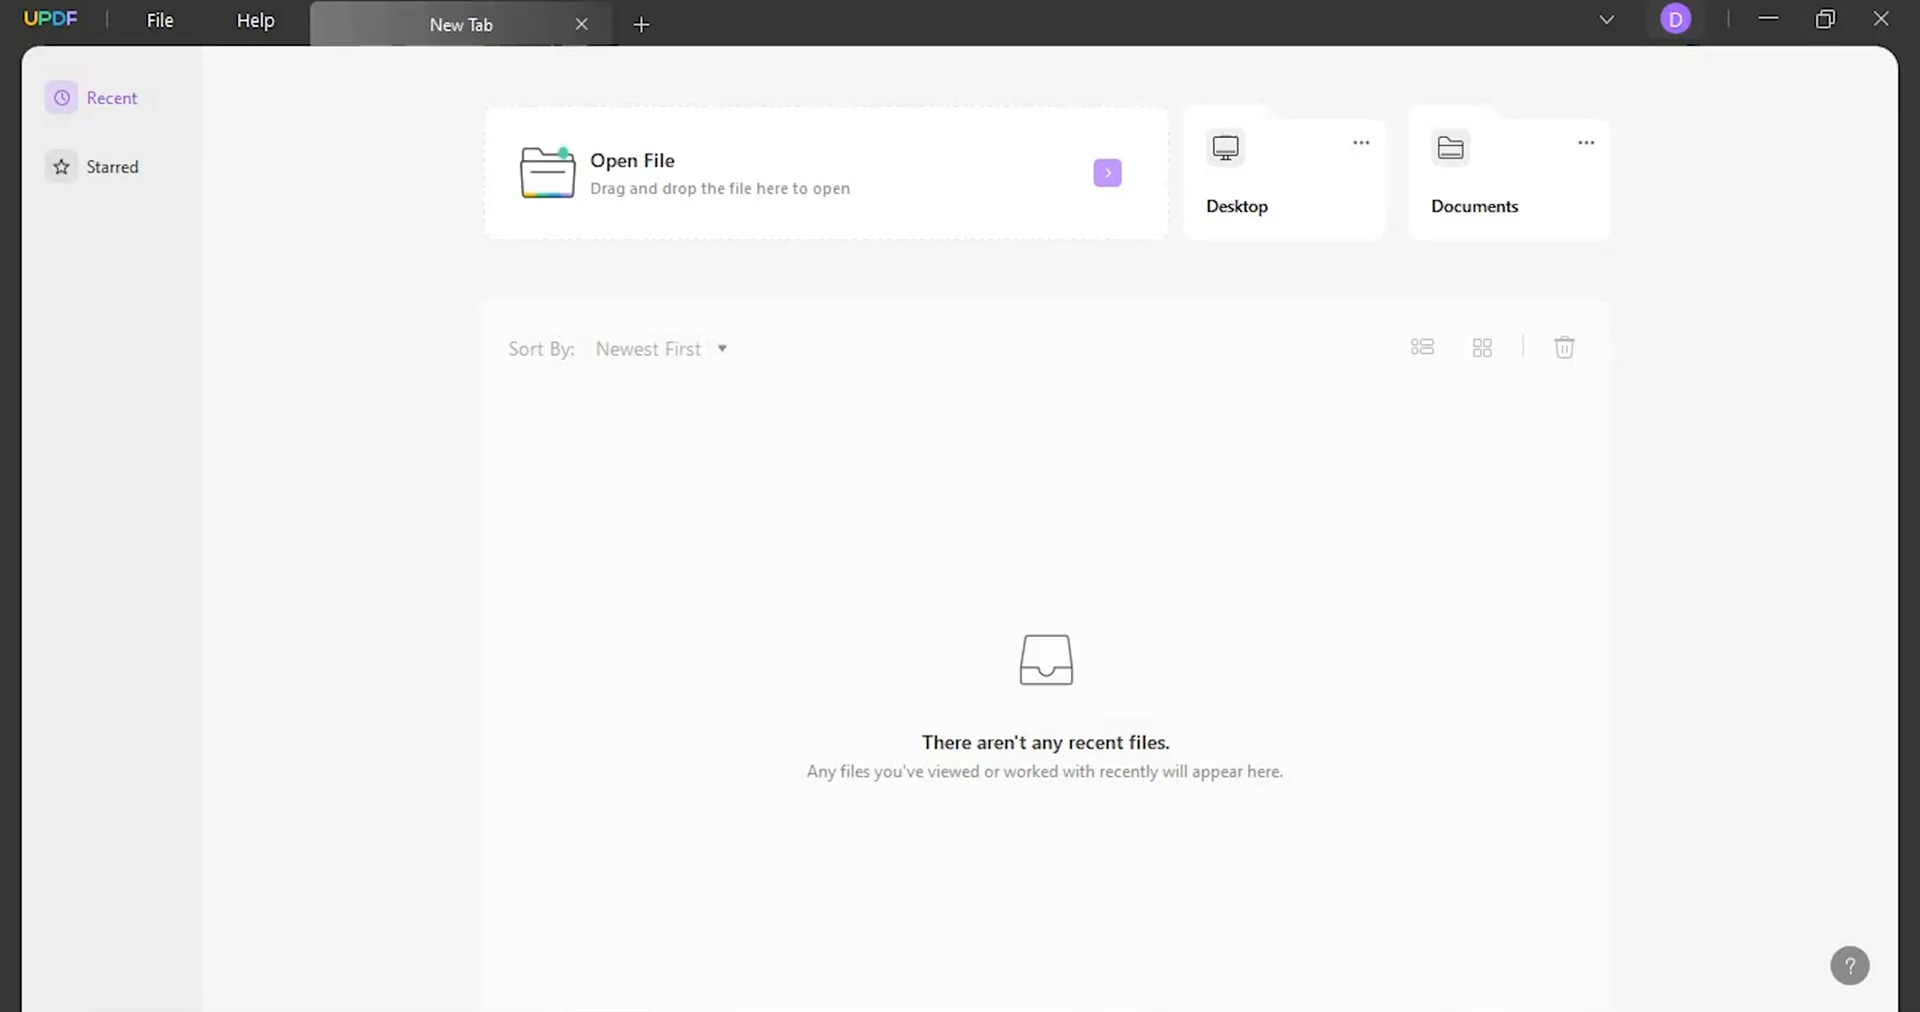 UPDF File Help New Tab D
Recent
Starred
Open File
Drag and drop the file here to open
Desktop
Documents
Sort By: Newest First
There aren't any recent files.
Any files you've viewed or worked with recently will appear here.
?